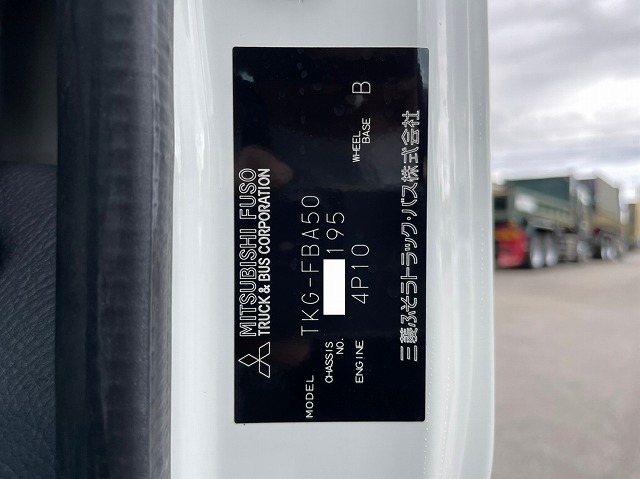 MITSUBISHI FUSO
TRUCK & BUS CORPORATION
MODEL TKG-FBA50
CHASSIS NO. 195
ENGINE 4P10 WHEEL BASE B
三菱ふそうトラック・バス株式会社